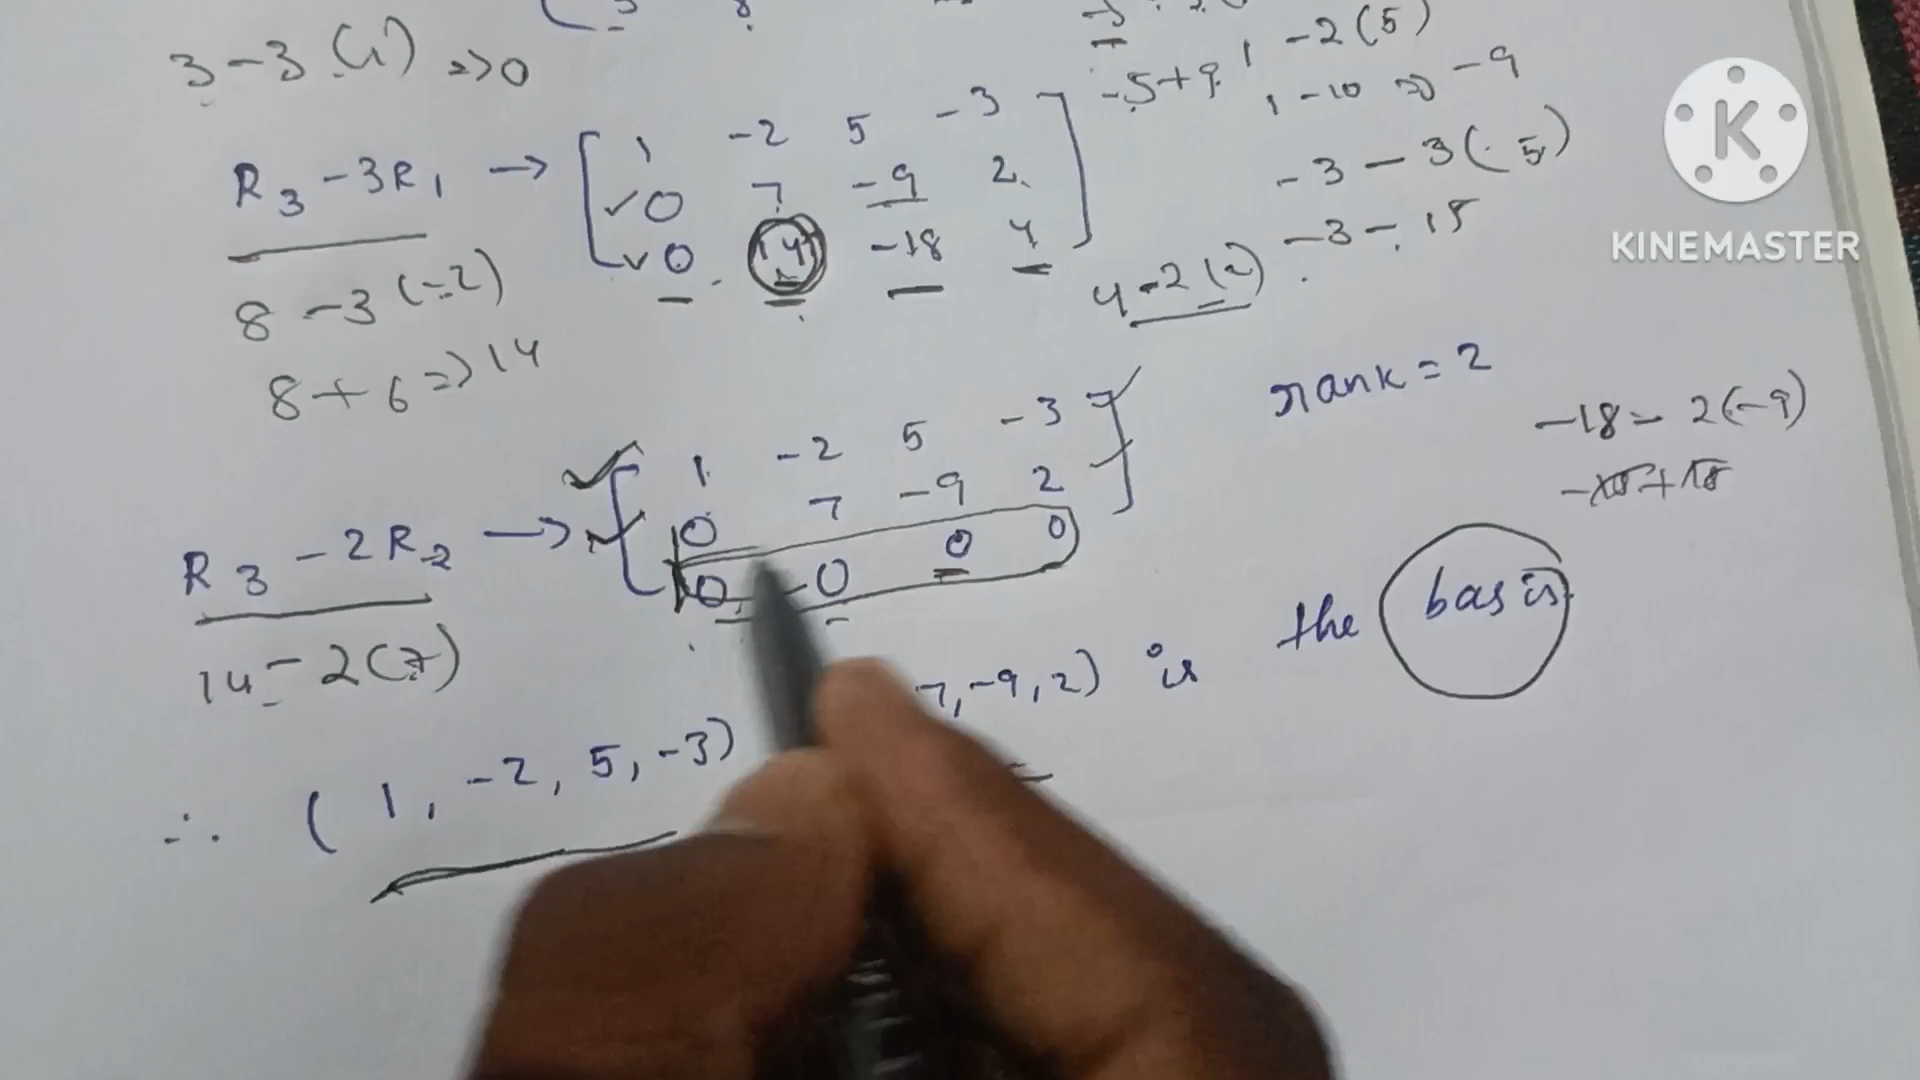 3-3(1) => 0
-2(5)
-5+9
1-10 => -9
R3-3R1 → [ 1 -2 5 -3
0 7 -9 2
0 14 -18 4 ]
-3-3(5)
-3-15
4-2(2)
8-3(-2)
8+6 => 14
rank = 2
-18-2(-9)
-18+18
R3-2R2 → [ 1 -2 5 -3
0 7 -9 2
0 0 0 0 ]
14-2(7)
∴ (1, -2, 5, -3) 7, -9, 2) is the basis
K
KINEMASTER